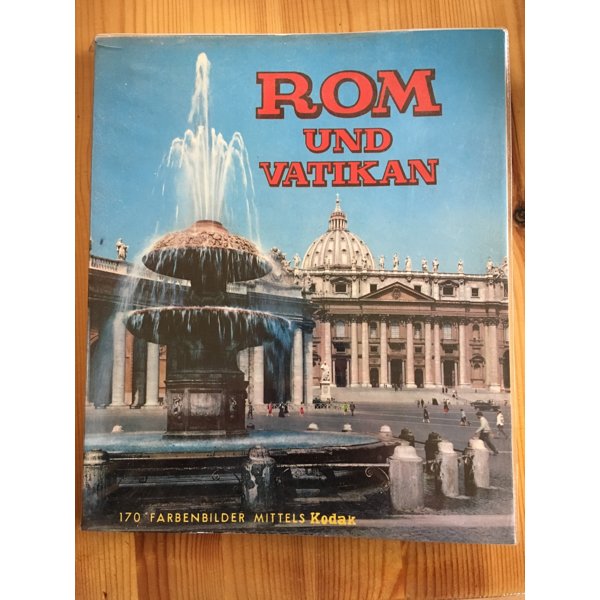 ROM
UND
VATIKAN
170 FARBENBILDER MITTELS Kodak